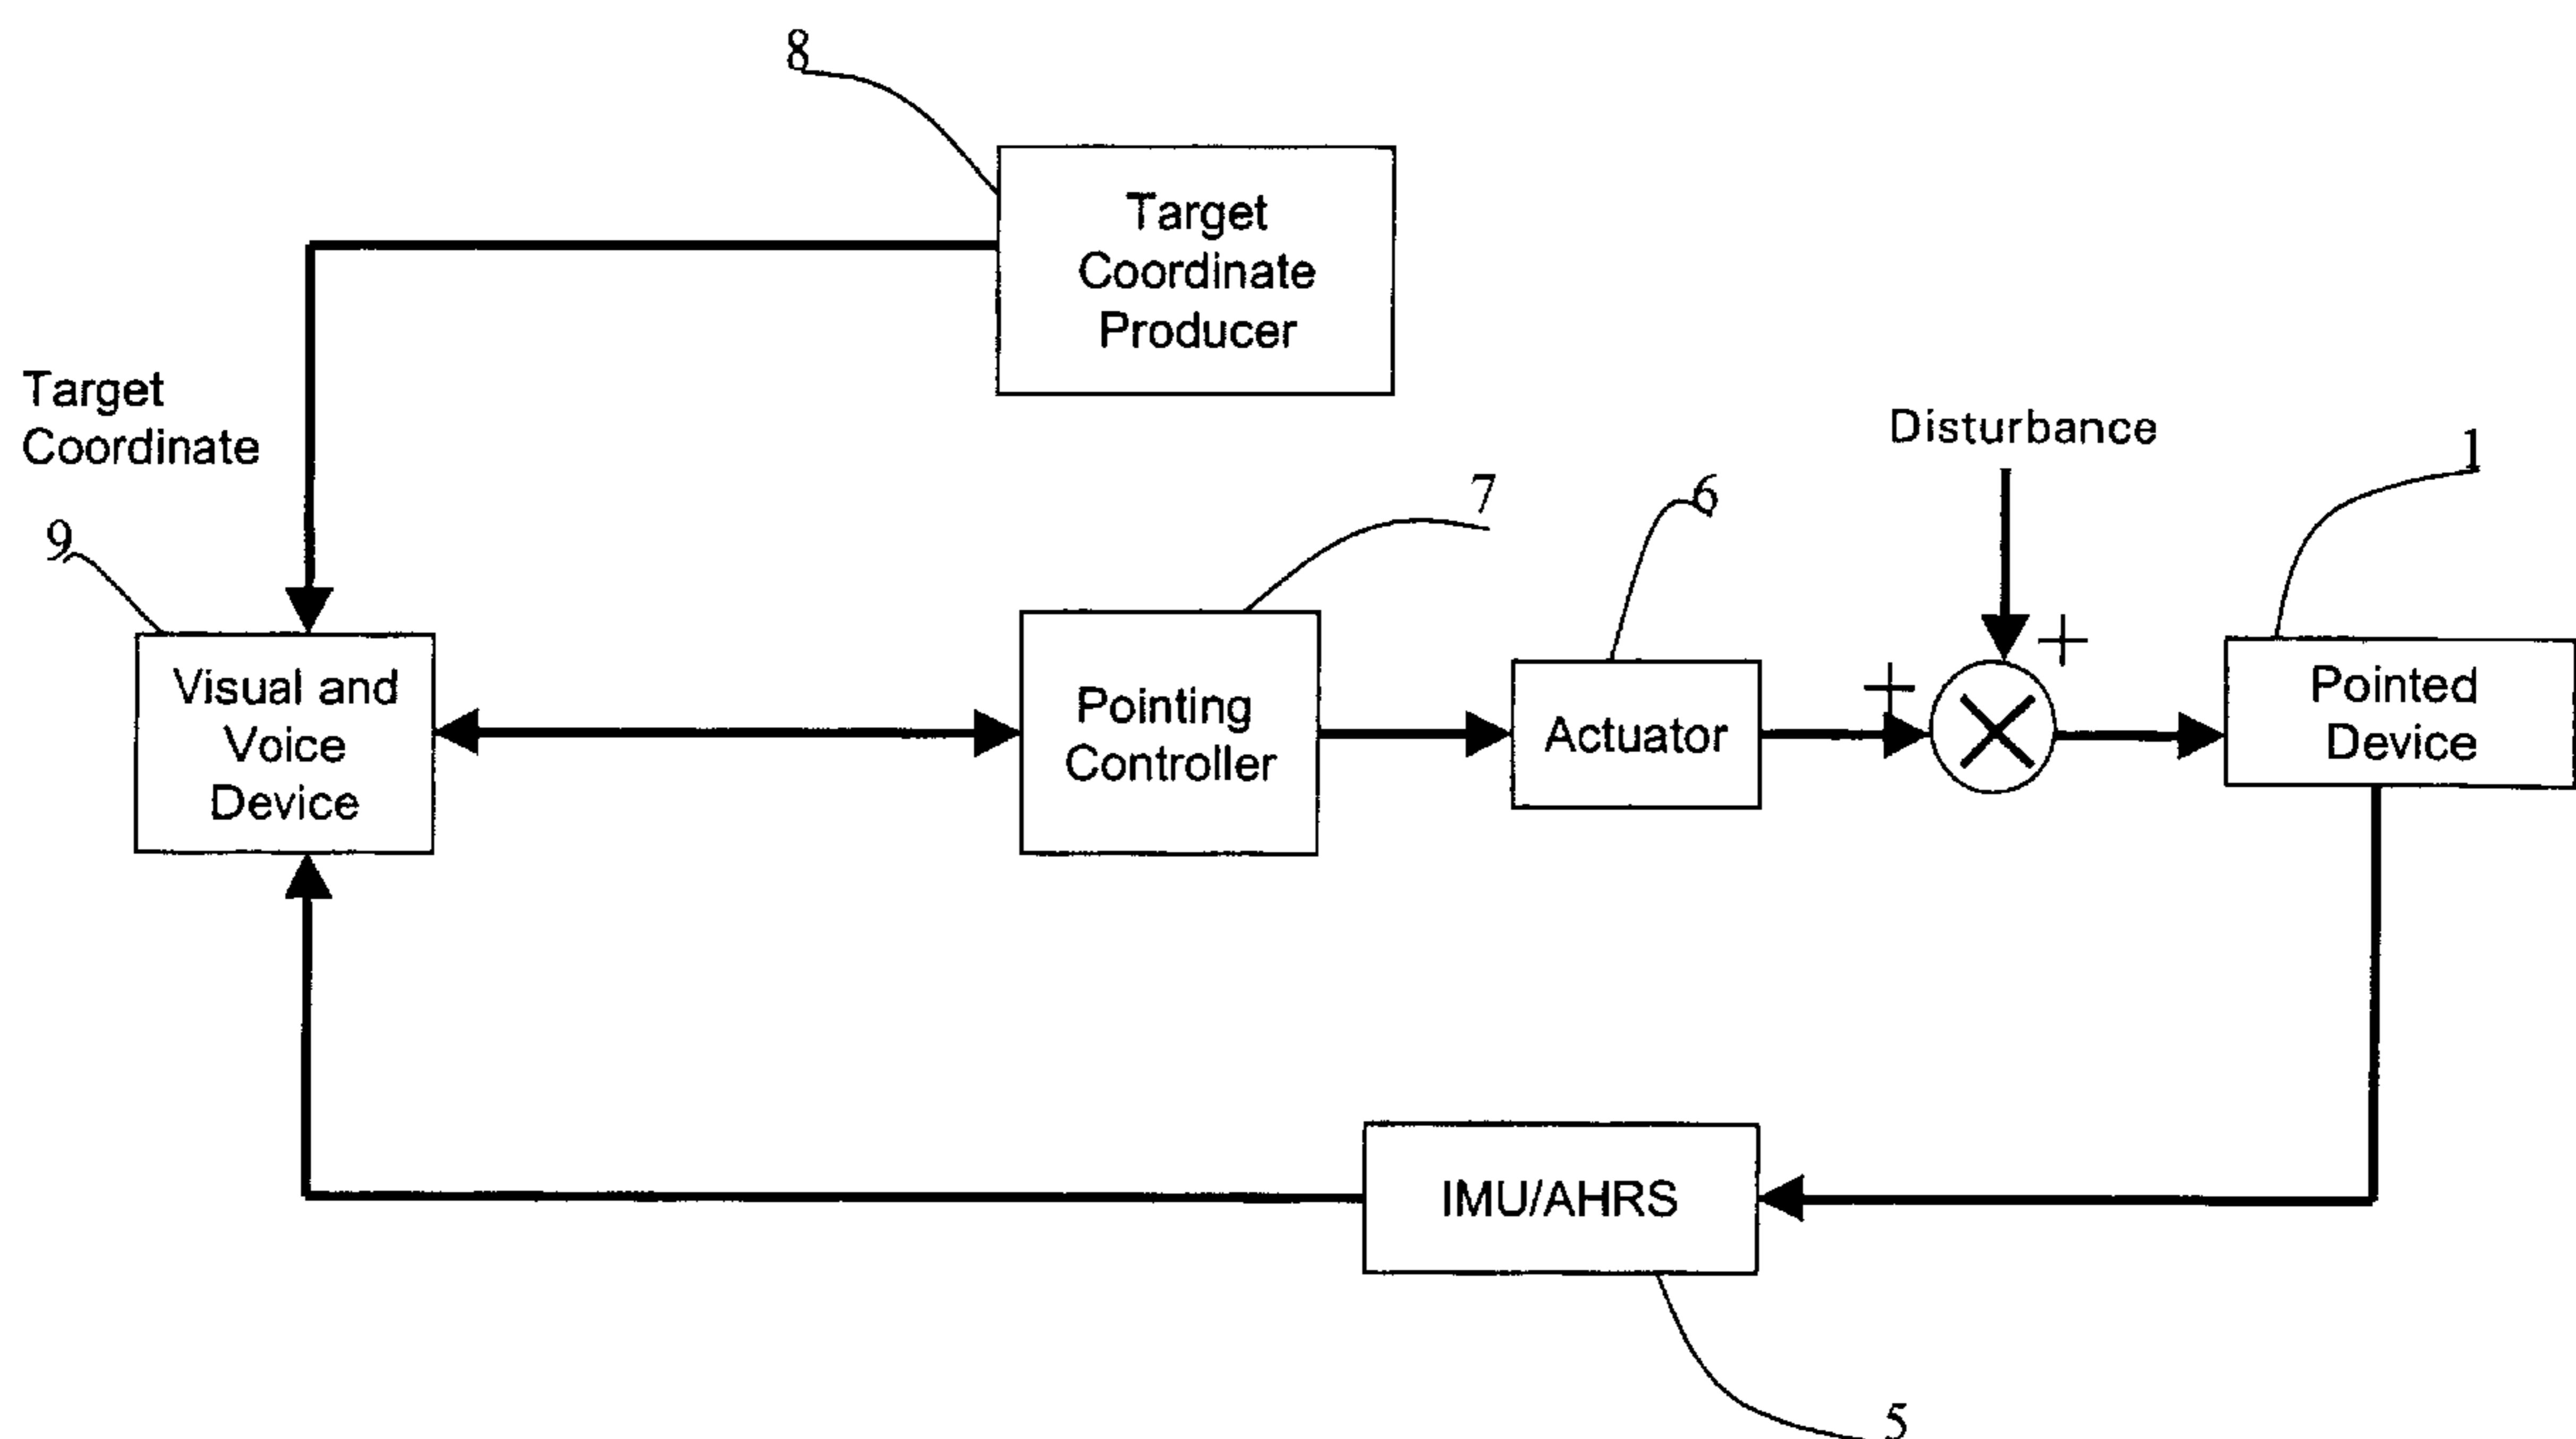 8
Target
Coordinate
Producer
Target
Coordinate
Disturbance
1
7
6
9
+
+
Visual and
Voice
Device
Pointing
Controller
Actuator
Pointed
Device
IMU/AHRS
5